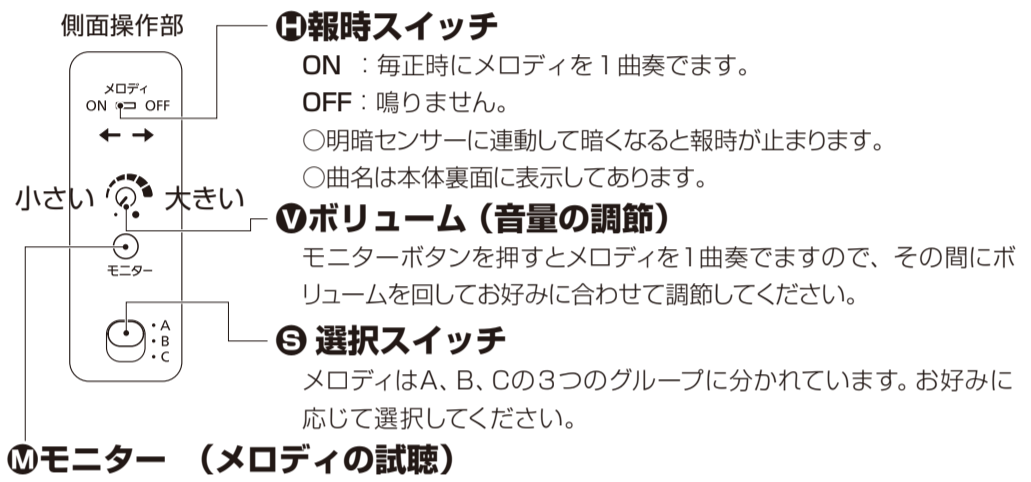 側面操作部
メロディ
ON OFF
小さい 大きい
モニター
・A
・B
・C
Ⓗ報時スイッチ
ON ：毎正時にメロディを1曲奏でます。
OFF：鳴りません。
○明暗センサーに連動して暗くなると報時が止まります。
○曲名は本体裏面に表示してあります。
Ⓥボリューム（音量の調節）
モニターボタンを押すとメロディを1曲奏でますので、その間にボ
リュームを回してお好みに合わせて調節してください。
Ⓢ 選択スイッチ
メロディはA、B、Cの3つのグループに分かれています。お好みに
応じて選択してください。
Ⓜモニター （メロディの試聴）